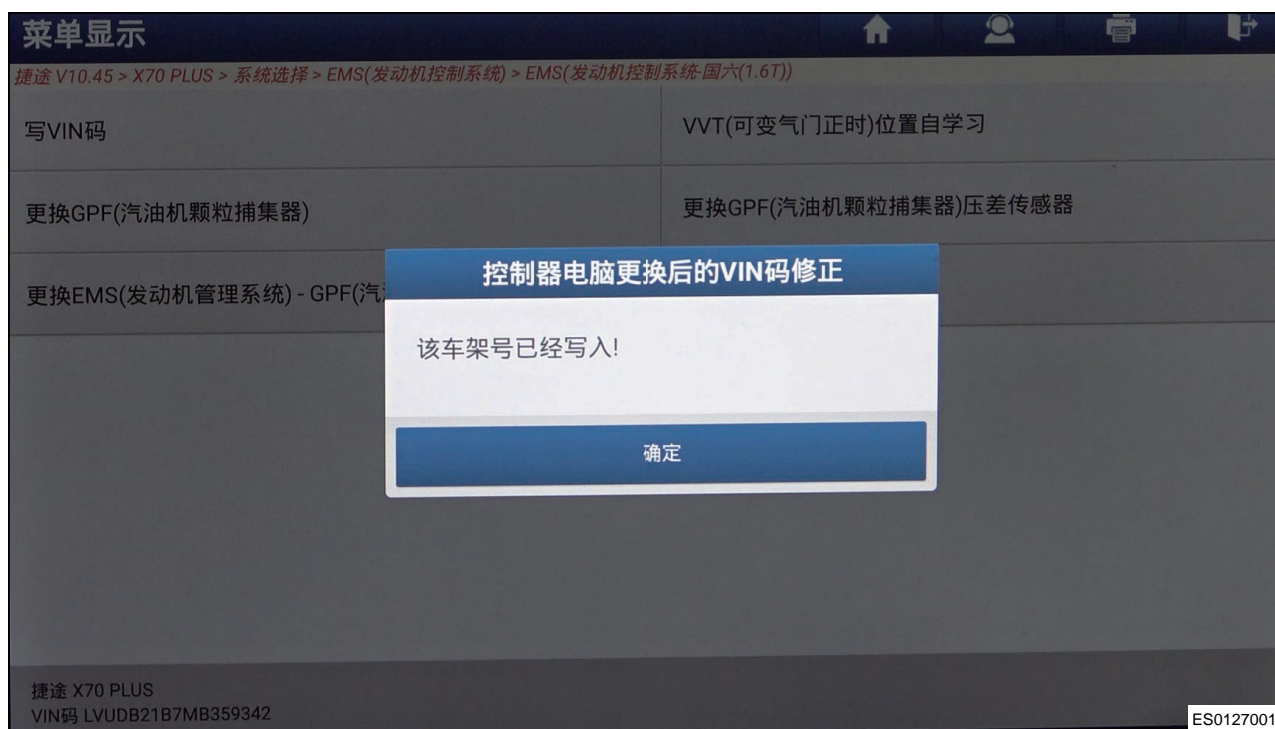 菜单显示
捷途 V10.45 > X70 PLUS > 系统选择 > EMS(发动机控制系统) > EMS(发动机控制系统-国六(1.6T))
写VIN码
VVT(可变气门正时)位置自学习
更换GPF(汽油机颗粒捕集器)
更换GPF(汽油机颗粒捕集器)压差传感器
更换EMS(发动机管理系统) - GPF(汽
控制器电脑更换后的VIN码修正
该车架号已经写入!
确定
捷途 X70 PLUS
VIN码 LVUDB21B7MB359342
ES0127001